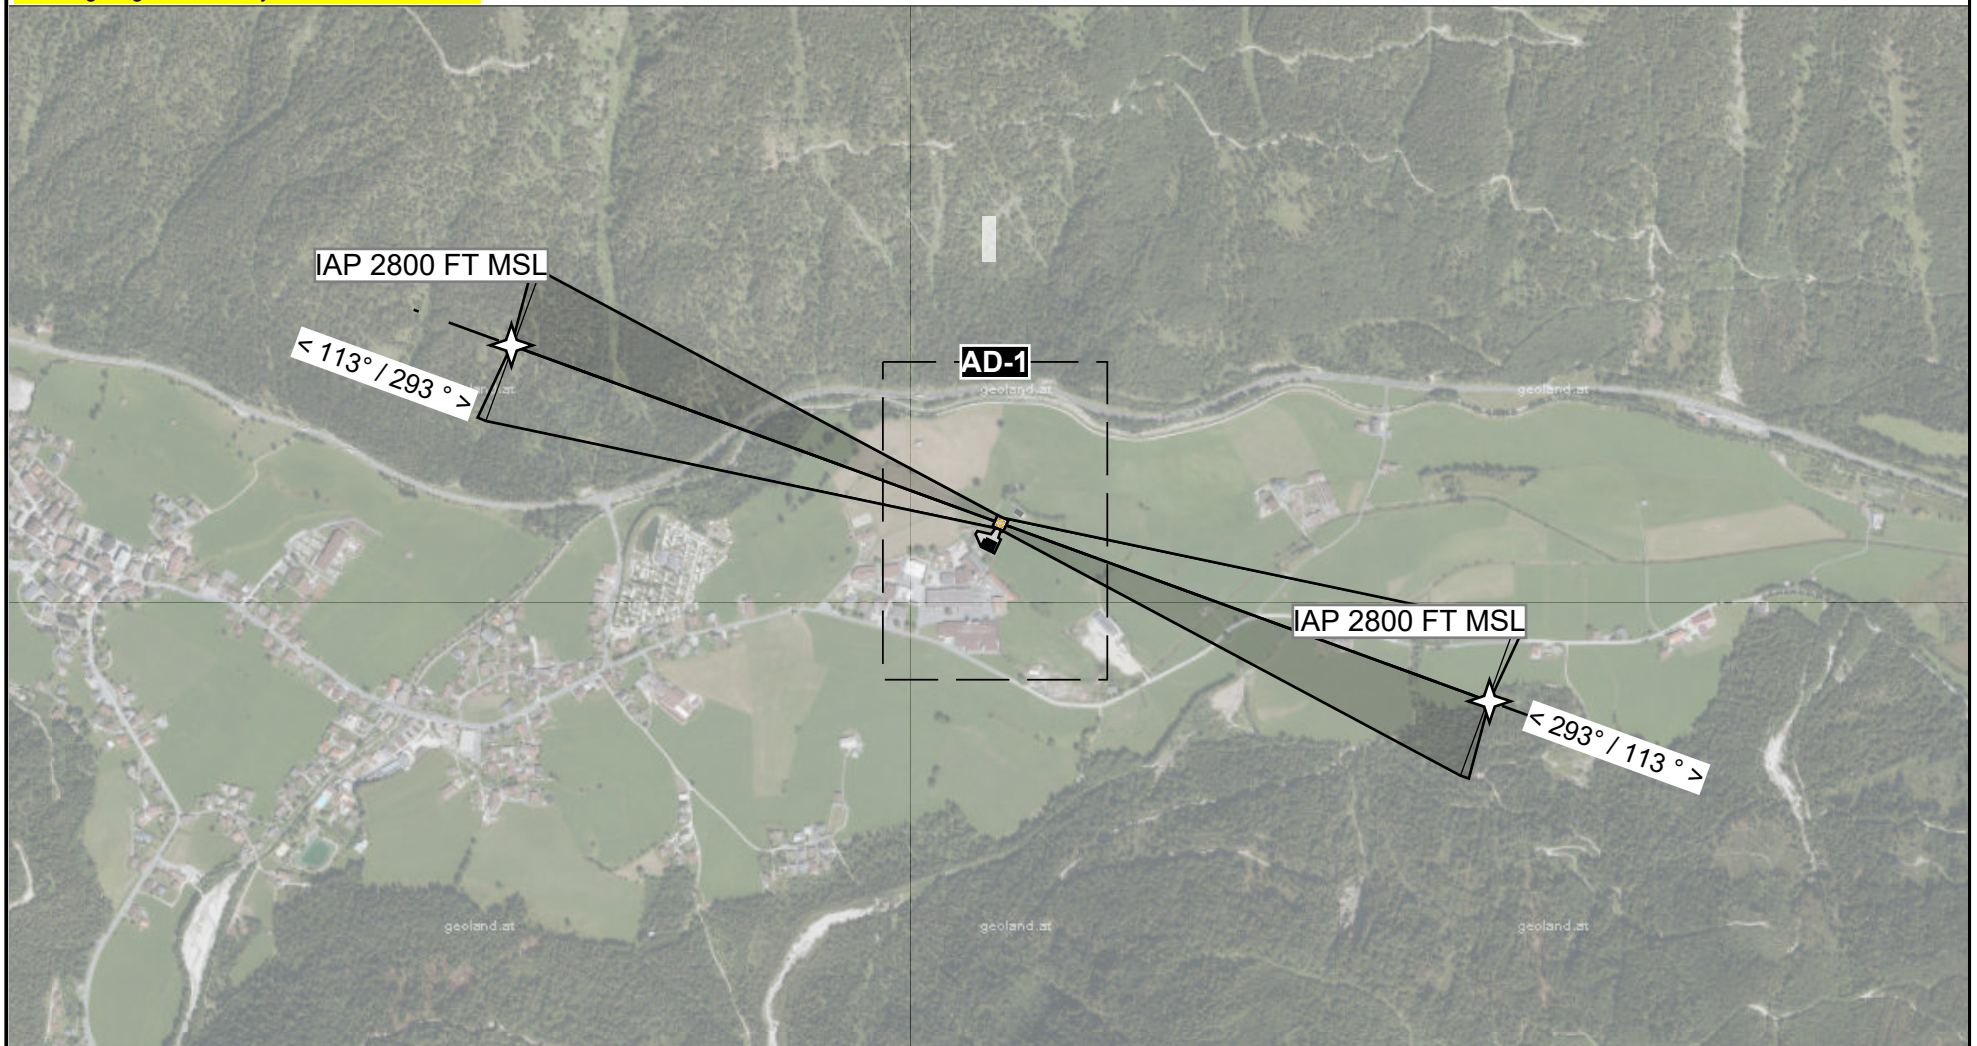 IAP 2800 FT MSL
< 113° / 293 ° >
AD-1
geoland.at
geoland.at
IAP 2800 FT MSL
< 293° / 113 ° >
geoland.at
geoland.at
geoland.at